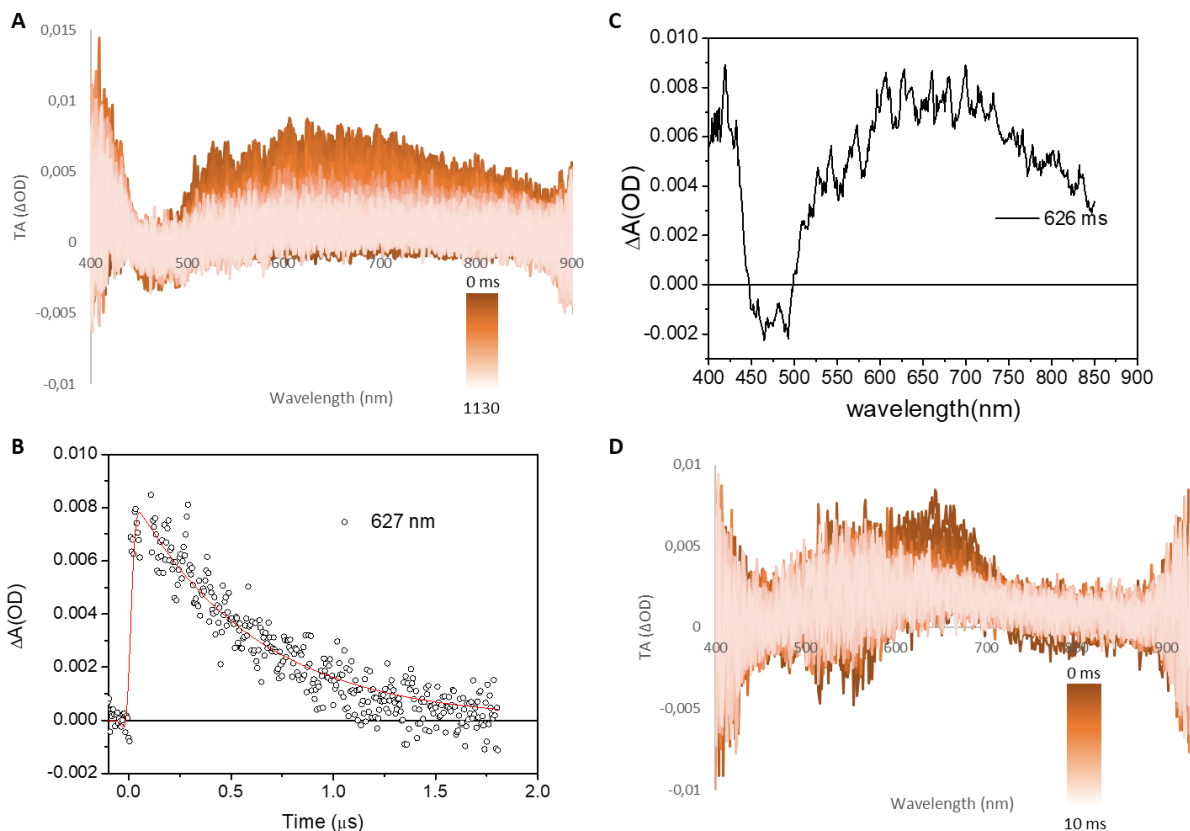 A
0,015
0,01
0,005
0
-0,005
-0,01
TA (ΔOD)
400 500 600 700 800 900
0 ms
1130
Wavelength (nm)
C
0.010
0.008
0.006
0.004
0.002
0.000
-0.002
ΔA(OD)
626 ms
400 450 500 550 600 650 700 750 800 850 900
wavelength(nm)
B
0.010
0.008
0.006
0.004
0.002
0.000
-0.002
ΔA(OD)
627 nm
0.0 0.5 1.0 1.5 2.0
Time (μs)
D
0,01
0,005
0
-0,005
-0,01
TA (ΔOD)
400 500 600 700 800 900
0 ms
10 ms
Wavelength (nm)